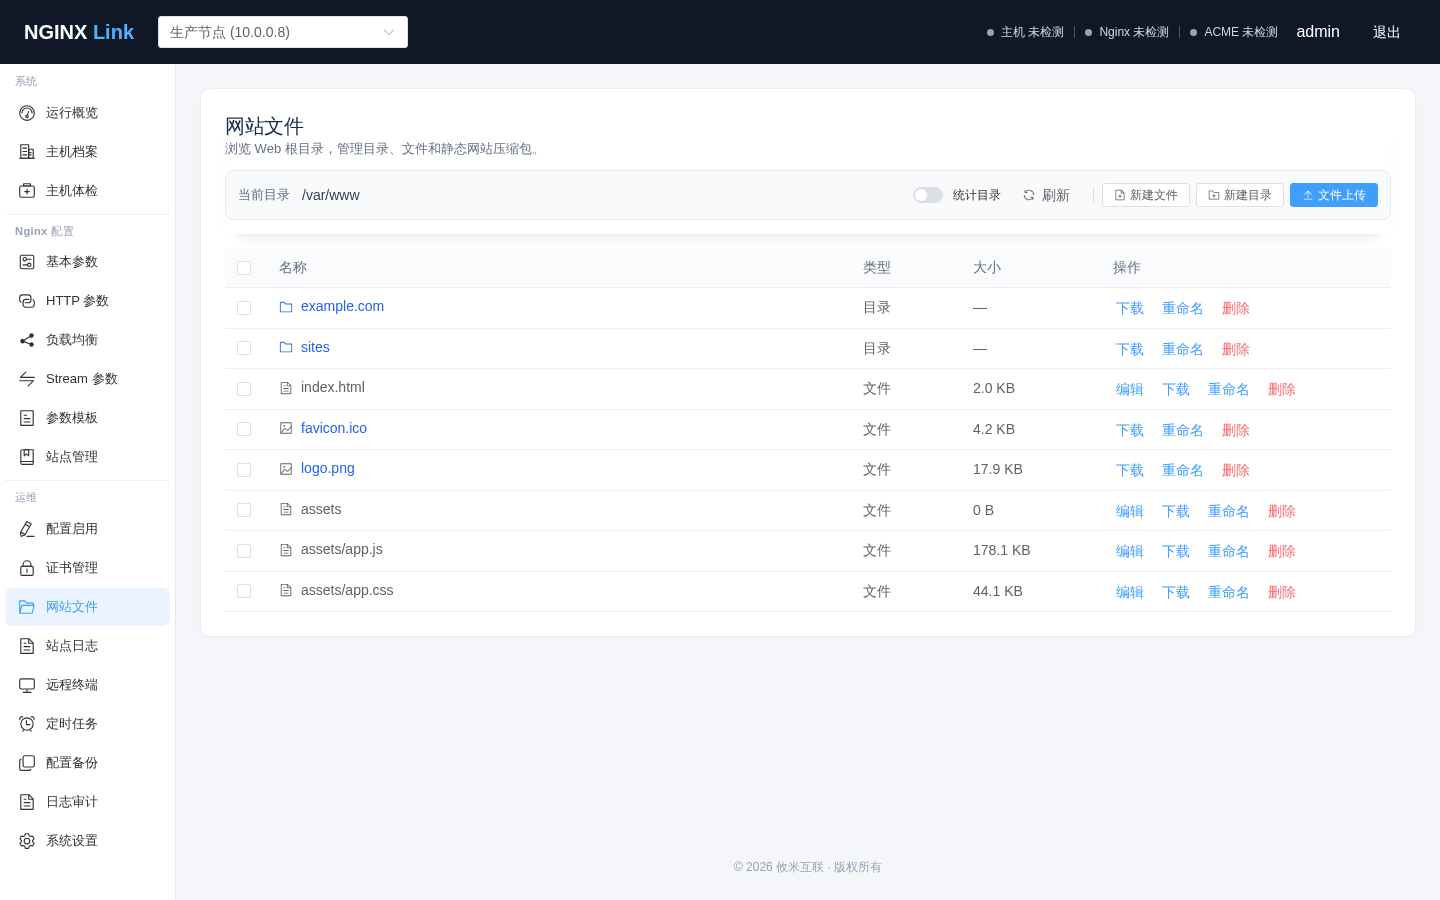 NGINX Link
生产节点 (10.0.0.8)
主机 未检测
Nginx 未检测
ACME 未检测
admin
退出
系统
运行概览
主机档案
主机体检
Nginx 配置
基本参数
HTTP 参数
负载均衡
Stream 参数
参数模板
站点管理
运维
配置启用
证书管理
网站文件
站点日志
远程终端
定时任务
配置备份
日志审计
系统设置
网站文件
浏览 Web 根目录，管理目录、文件和静态网站压缩包。
当前目录 /var/www 统计目录 刷新 新建文件 新建目录 文件上传
名称 类型 大小 操作
example.com 目录 — 下载 重命名 删除
sites 目录 — 下载 重命名 删除
index.html 文件 2.0 KB 编辑 下载 重命名 删除
favicon.ico 文件 4.2 KB 下载 重命名 删除
logo.png 文件 17.9 KB 下载 重命名 删除
assets 文件 0 B 编辑 下载 重命名 删除
assets/app.js 文件 178.1 KB 编辑 下载 重命名 删除
assets/app.css 文件 44.1 KB 编辑 下载 重命名 删除
© 2026 攸米互联 · 版权所有